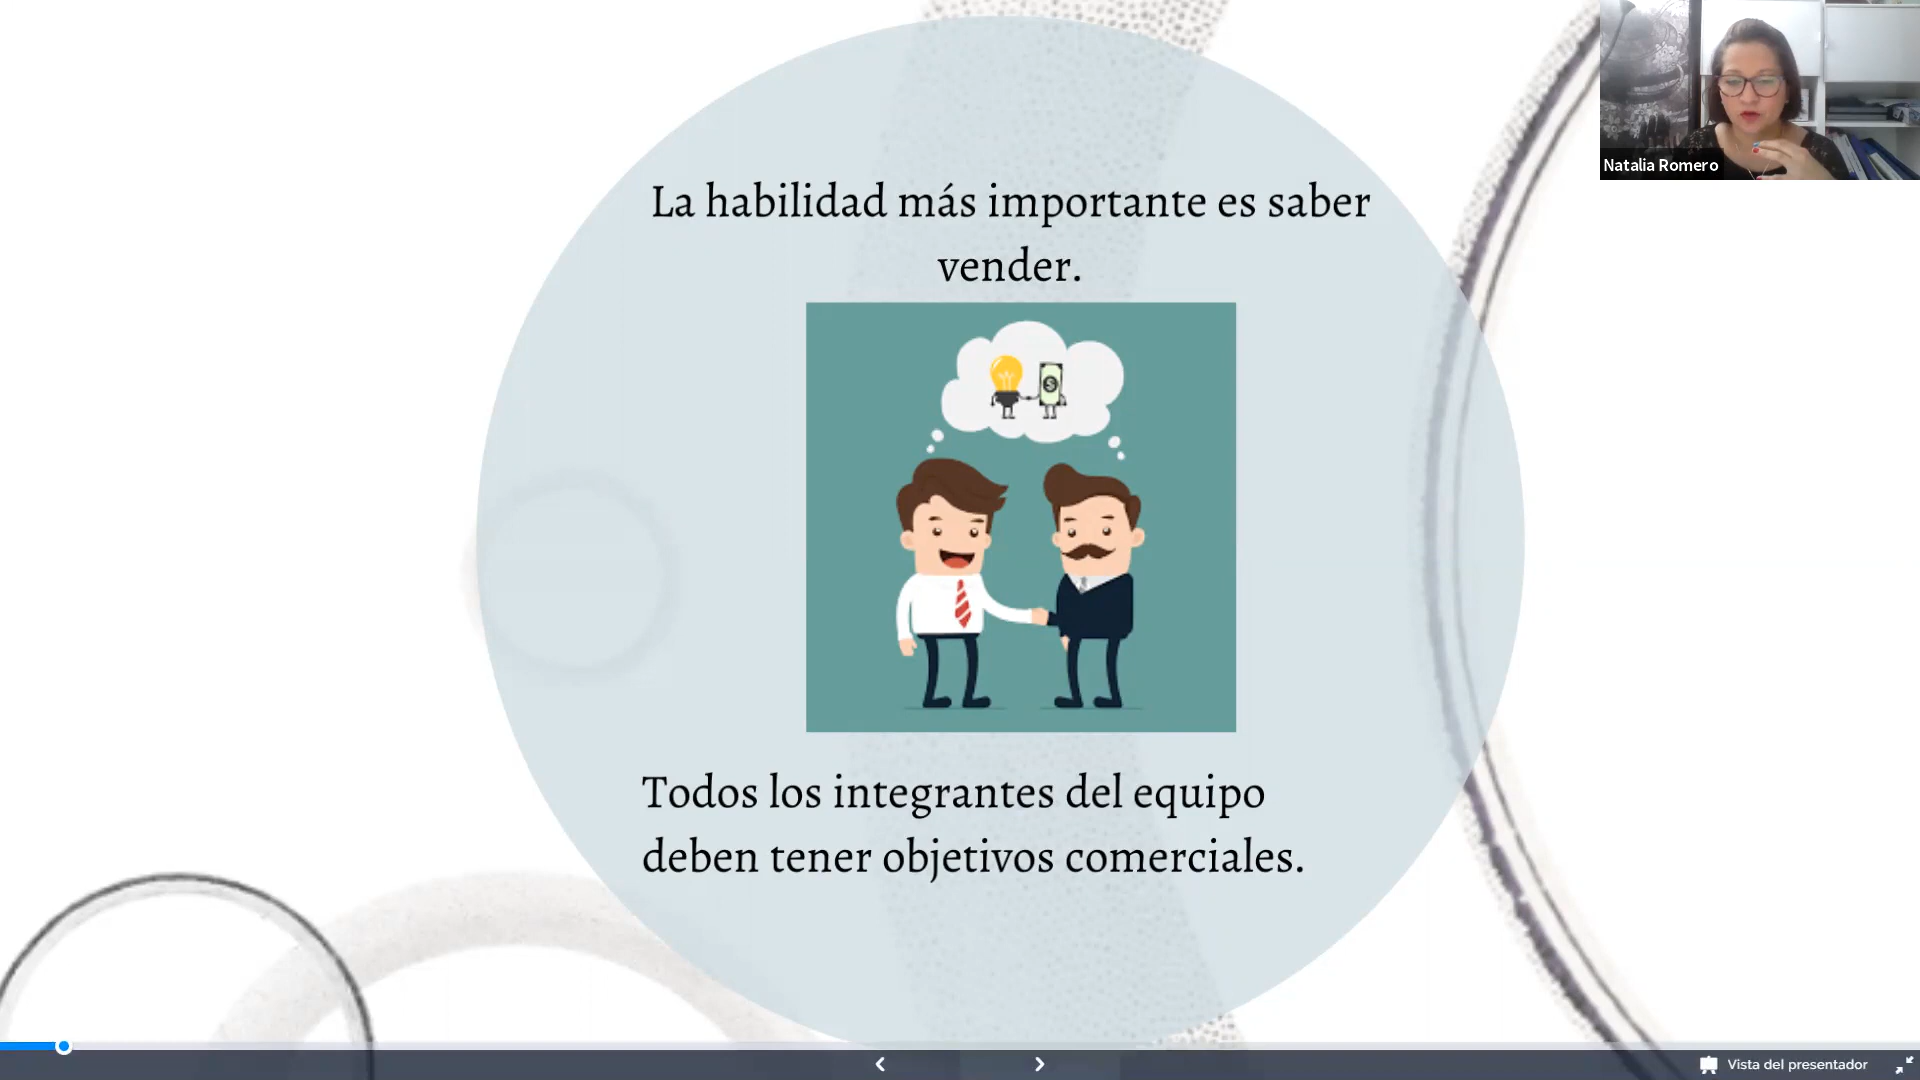 Natalia Romero
La habilidad más importante es saber
vender.
Todos los integrantes del equipo
deben tener objetivos comerciales.
Vista del presentador